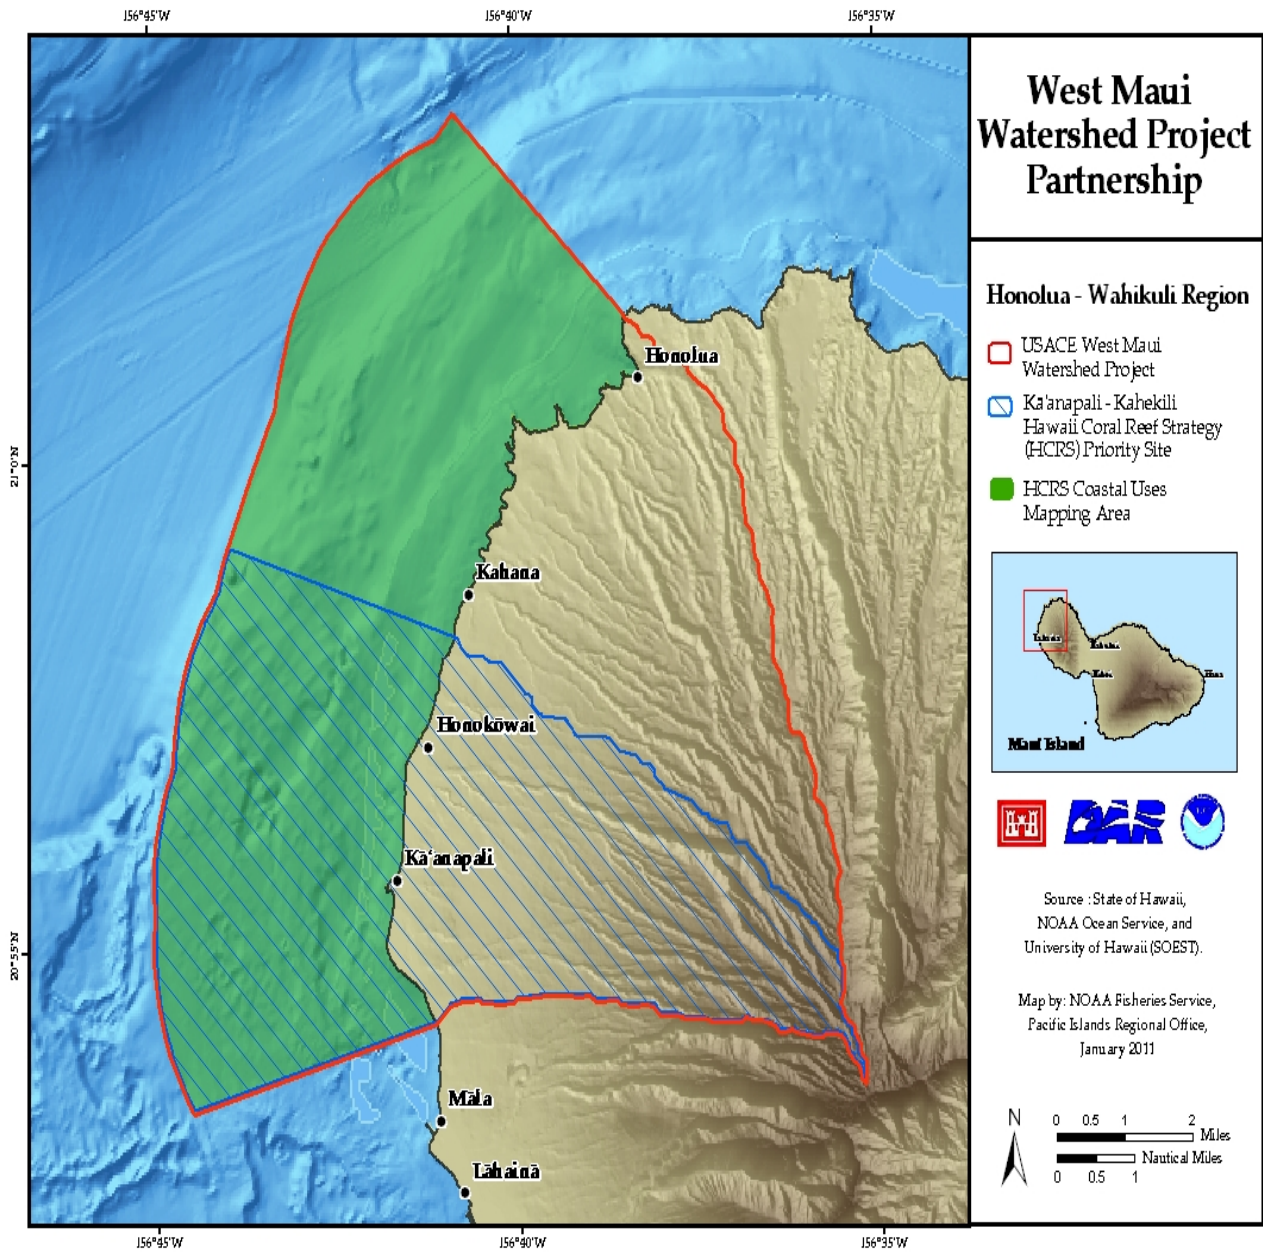 156°45'W
156°40'W
156°35'W
West Maui
Watershed Project
Partnership
Honolua - Wahikuli Region
USACE West Maui
Watershed Project
Kā'anapali - Kahekili
Hawaii Coral Reef Strategy
(HCRS) Priority Site
HCRS Coastal Uses
Mapping Area
Honolua
21°0'N
Kahana
Honokōwai
Kā'anapali
20°55'N
Māla
Lāhainā
Maui Island
DAR
Source : State of Hawaii,
NOAA Ocean Service, and
University of Hawaii (SOEST).
Map by: NOAA Fisheries Service,
Pacific Islands Regional Office,
January 2011
N
0 0.5 1 2
Miles
Nautical Miles
0 0.5 1
156°45'W
156°40'W
156°35'W